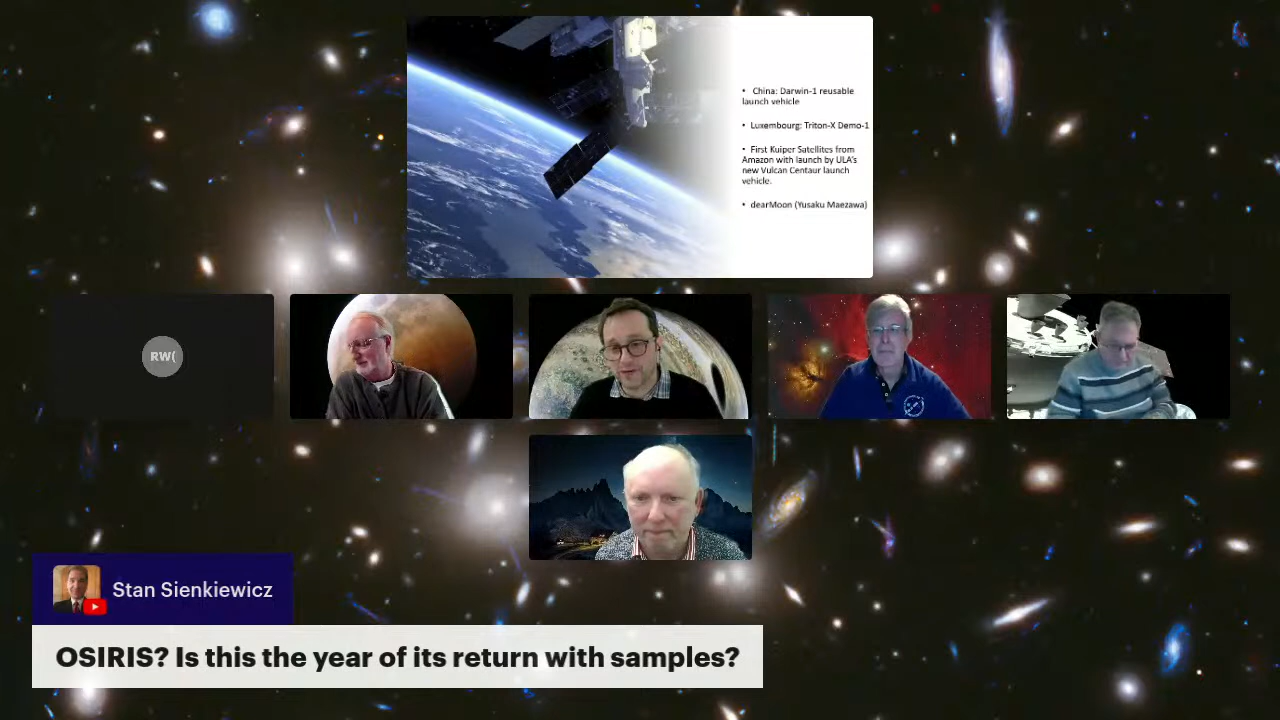 • China: Darwin-1 reusable
launch vehicle
• Luxembourg: Triton-X Demo-1
• First Kuiper Satellites from
Amazon with launch by ULA's
new Vulcan Centaur launch
vehicle.
• dearMoon (Yusaku Maezawa)
RW(
Stan Sienkiewicz
OSIRIS? Is this the year of its return with samples?